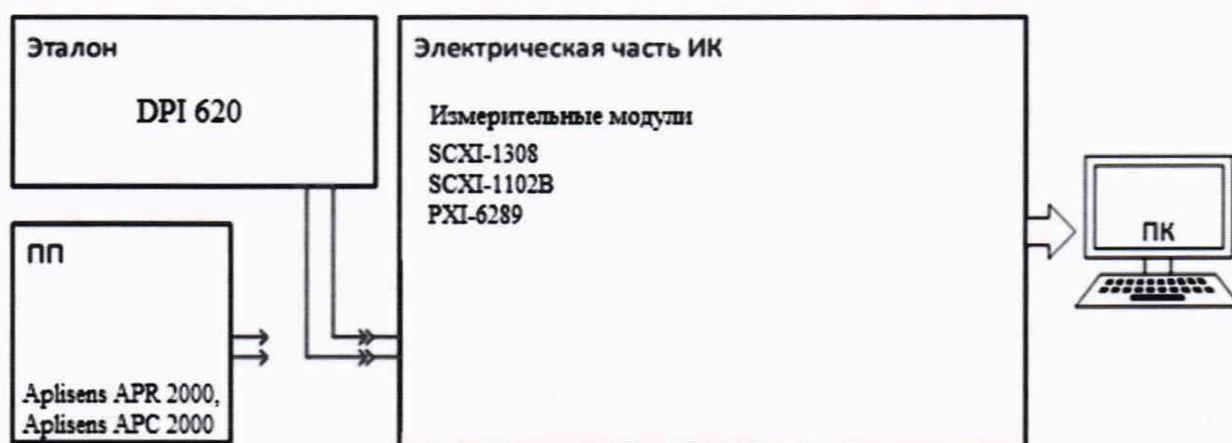 Эталон
DPI 620
ПП
Aplisens APR 2000,
Aplisens APC 2000
Электрическая часть ИК
Измерительные модули
SCXI-1308
SCXI-1102B
PXI-6289
ПК